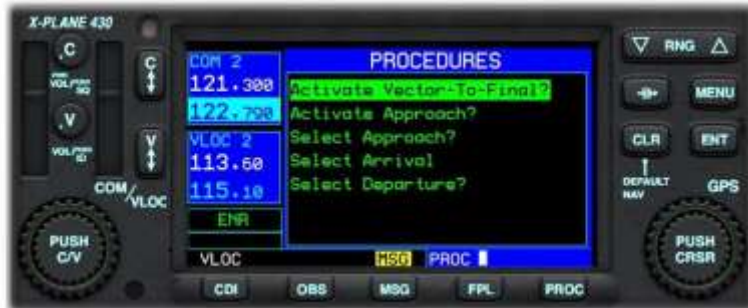 X-PLANE 430
C
PWR VOL/PUSH SQ
V
VOL/PUSH ID
COM/VLOC
PUSH C/V
C
V
COM 2
121.300
122.790
VLOC 2
113.60
115.10
ENR
VLOC
PROCEDURES
Activate Vector-To-Final?
Activate Approach?
Select Approach?
Select Arrival
Select Departure?
MSG
PROC
RNG
MENU
CLR
ENT
DEFAULT NAV
GPS
PUSH CRSR
CDI
OBS
MSG
FPL
PROC